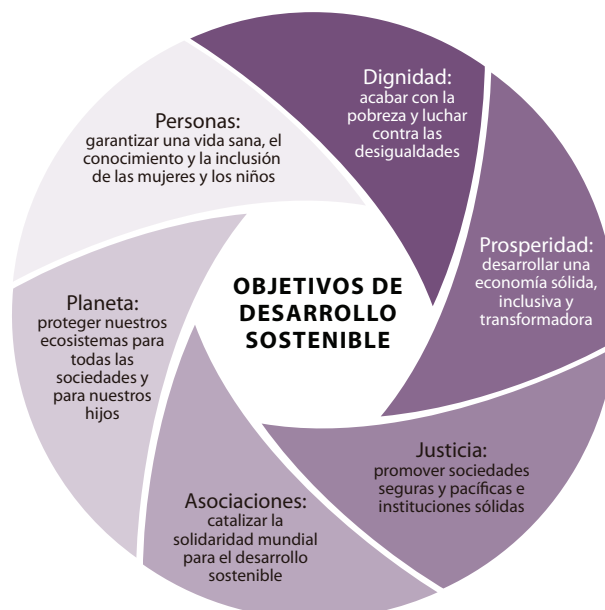 Dignidad:
acabar con la
pobreza y luchar
contra las
desigualdades
Prosperidad:
desarrollar una
economía sólida,
inclusiva y
transformadora
Justicia:
promover sociedades
seguras y pacíficas e
instituciones sólidas
Asociaciones:
catalizar la
solidaridad mundial
para el desarrollo
sostenible
Planeta:
proteger nuestros
ecosistemas para
todas las
sociedades y
para nuestros
hijos
Personas:
garantizar una vida sana, el
conocimiento y la inclusión
de las mujeres y los niños
OBJETIVOS DE
DESARROLLO
SOSTENIBLE